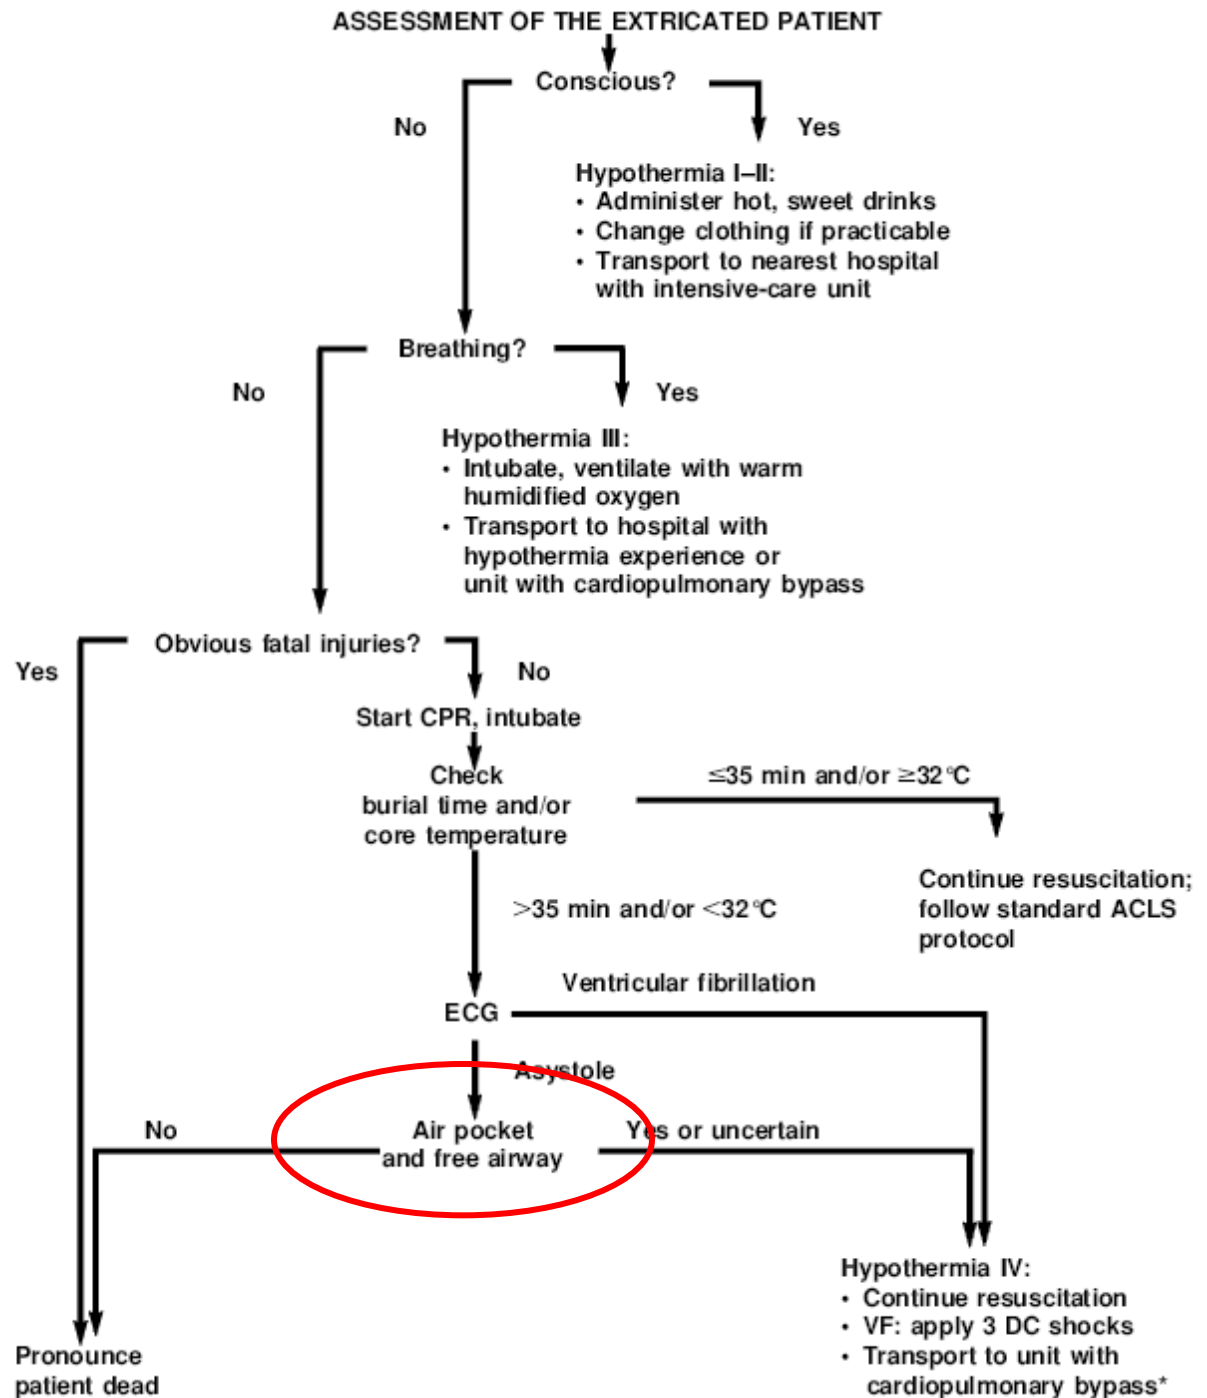 ASSESSMENT OF THE EXTRICATED PATIENT
Conscious?
No
Yes
Hypothermia I–II:
• Administer hot, sweet drinks
• Change clothing if practicable
• Transport to nearest hospital
with intensive-care unit
Breathing?
No
Yes
Hypothermia III:
• Intubate, ventilate with warm
humidified oxygen
• Transport to hospital with
hypothermia experience or
unit with cardiopulmonary bypass
Obvious fatal injuries?
Yes
No
Start CPR, intubate
Check
burial time and/or
core temperature
≤35 min and/or ≥32°C
Continue resuscitation;
follow standard ACLS
protocol
>35 min and/or <32°C
Ventricular fibrillation
ECG
Asystole
No
Air pocket
and free airway
Yes or uncertain
Hypothermia IV:
• Continue resuscitation
• VF: apply 3 DC shocks
• Transport to unit with
cardiopulmonary bypass*
Pronounce
patient dead